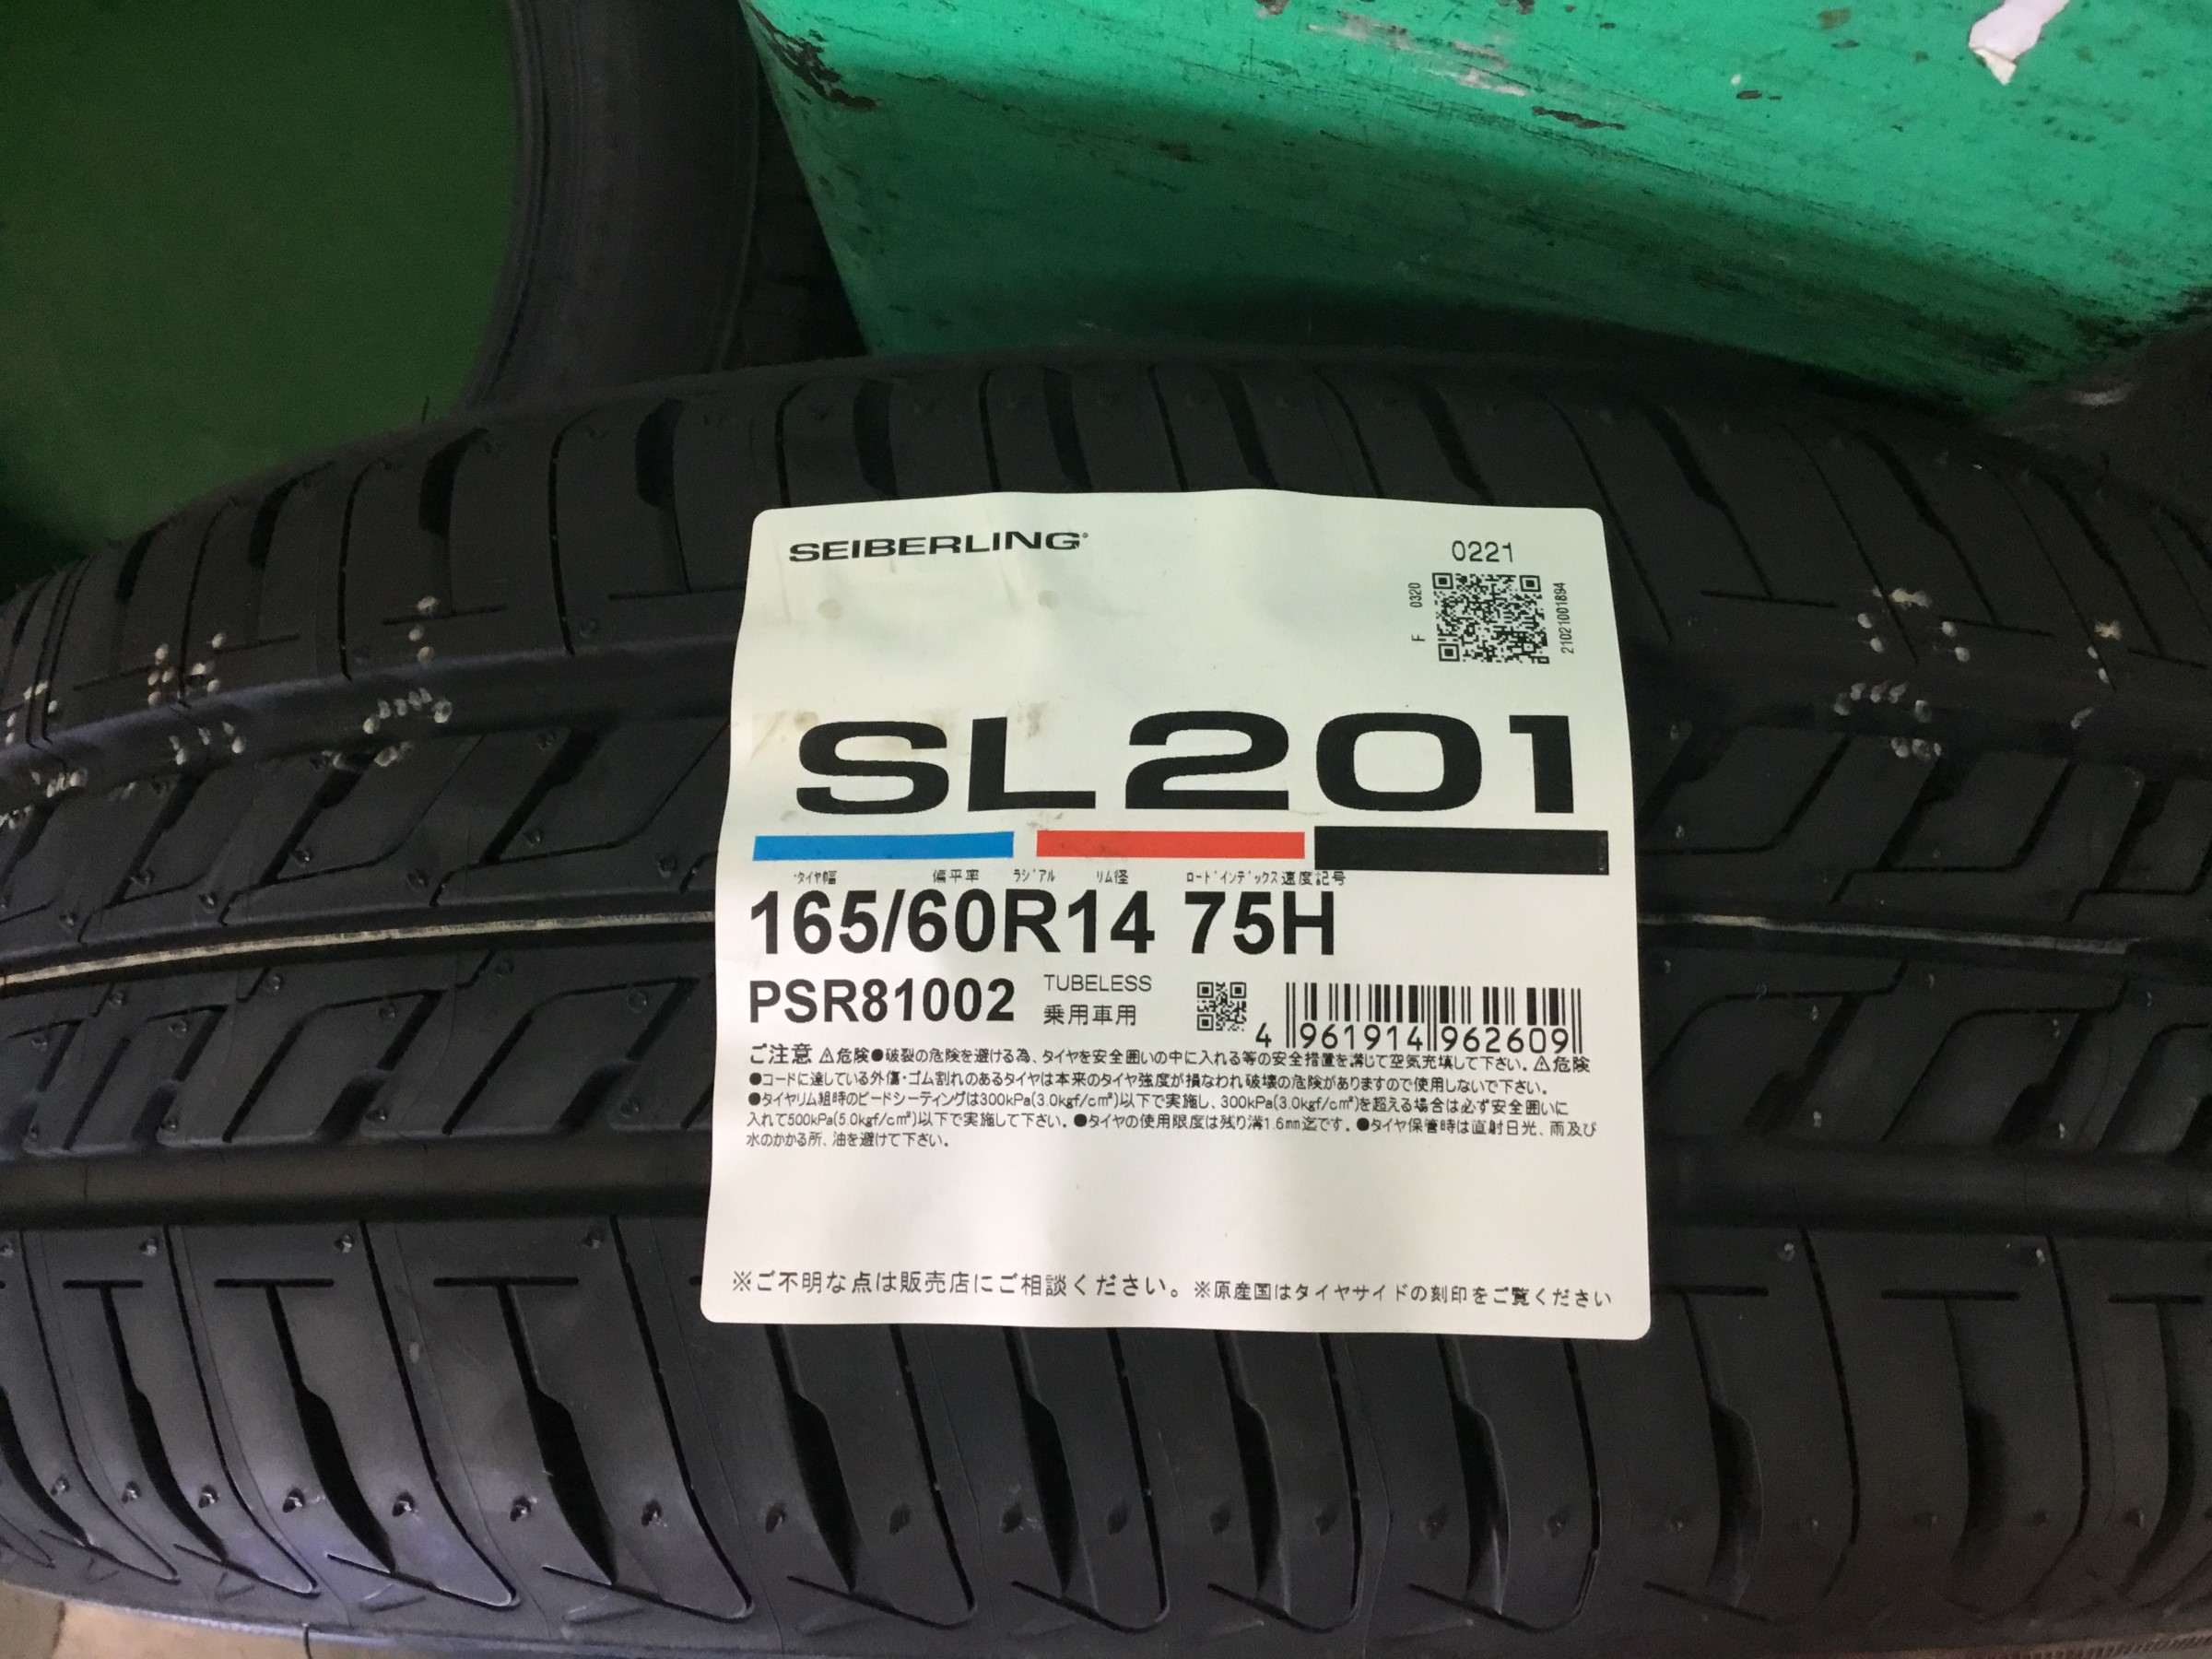 SEIBERLING
0221
F 0320
21021001894
SL201
タイヤ幅 偏平率 ラジアル リム径 ロードインデックス 速度記号
165/60R14 75H
PSR81002 TUBELESS
乗用車用
4 961914 962609
ご注意 ⚠危険●破裂の危険を避ける為、タイヤを安全囲いの中に入れる等の安全措置を講じて空気充填して下さい。⚠危険
●コードに達している外傷・ゴム割れのあるタイヤは本来のタイヤ強度が損なわれ破壊の危険がありますので使用しないで下さい。
●タイヤリム組時のビードシーティングは300kPa(3.0kgf/c㎡)以下で実施し、300kPa(3.0kgf/c㎡)を超える場合は必ず安全囲いに
入れて500kPa(5.0kgf/c㎡)以下で実施して下さい。●タイヤの使用限度は残り溝1.6mm迄です。●タイヤ保管時は直射日光、雨及び
水のかかる所、油を避けて下さい。
※ご不明な点は販売店にご相談ください。※原産国はタイヤサイドの刻印をご覧ください